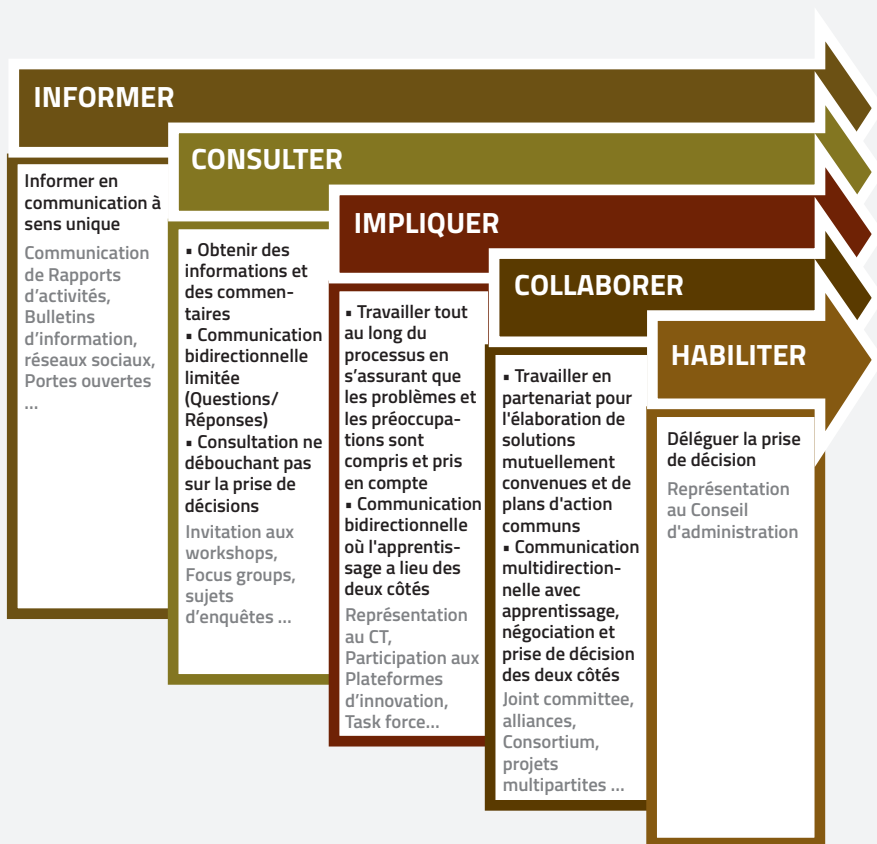 INFORMER
Informer en
communication à
sens unique
Communication
de Rapports
d’activités,
Bulletins
d’information,
réseaux sociaux,
Portes ouvertes
...
CONSULTER
▪ Obtenir des
informations et
des commen-
taires
▪ Communication
bidirectionnelle
limitée
(Questions/
Réponses)
▪ Consultation ne
débouchant pas
sur la prise de
décisions
Invitation aux
workshops,
Focus groups,
sujets
d’enquêtes ...
IMPLIQUER
▪ Travailler tout
au long du
processus en
s’assurant que
les problèmes et
les préoccupa-
tions sont
compris et pris
en compte
▪ Communication
bidirectionnelle
où l'apprentis-
sage a lieu des
deux côtés
Représentation
au CT,
Participation aux
Plateformes
d’innovation,
Task force...
COLLABORER
▪ Travailler en
partenariat pour
l'élaboration de
solutions
mutuellement
convenues et de
plans d'action
communs
▪ Communication
multidirection-
nelle avec
apprentissage,
négociation et
prise de décision
des deux côtés
Joint committee,
alliances,
Consortium,
projets
multipartites ...
HABILITER
Déléguer la prise
de décision
Représentation
au Conseil
d'administration